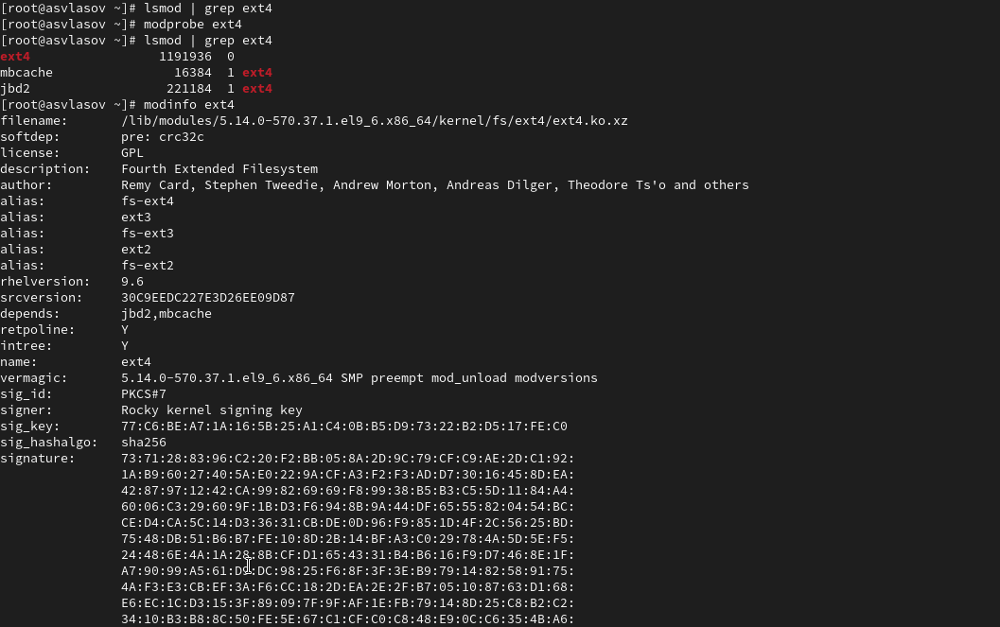 [root@asvlasov ~]# lsmod | grep ext4
[root@asvlasov ~]# modprobe ext4
[root@asvlasov ~]# lsmod | grep ext4
ext4                 1191936  0
mbcache                16384  1 ext4
jbd2                  221184  1 ext4
[root@asvlasov ~]# modinfo ext4
filename:       /lib/modules/5.14.0-570.37.1.el9_6.x86_64/kernel/fs/ext4/ext4.ko.xz
softdep:        pre: crc32c
license:        GPL
description:    Fourth Extended Filesystem
author:         Remy Card, Stephen Tweedie, Andrew Morton, Andreas Dilger, Theodore Ts'o and others
alias:          fs-ext4
alias:          ext3
alias:          fs-ext3
alias:          ext2
alias:          fs-ext2
rhelversion:    9.6
srcversion:     30C9EEDC227E3D26EE09D87
depends:        jbd2,mbcache
retpoline:      Y
intree:         Y
name:           ext4
vermagic:       5.14.0-570.37.1.el9_6.x86_64 SMP preempt mod_unload modversions
sig_id:         PKCS#7
signer:         Rocky kernel signing key
sig_key:        77:C6:BE:A7:1A:16:5B:25:A1:C4:0B:B5:D9:73:22:B2:D5:17:FE:C0
sig_hashalgo:   sha256
signature:      73:71:28:83:96:C2:20:F2:BB:05:8A:2D:9C:79:CF:C9:AE:2D:C1:92:
                1A:B9:60:27:40:5A:E0:22:9A:CF:A3:F2:F3:AD:D7:30:16:45:8D:EA:
                42:87:97:12:42:CA:99:82:69:69:F8:99:38:B5:B3:C5:5D:11:84:A4:
                60:06:C3:29:60:9F:1B:D3:F6:94:8B:9A:44:DF:65:55:82:04:54:BC:
                CE:D4:CA:5C:14:D3:36:31:CB:DE:0D:96:F9:85:1D:4F:2C:56:25:BD:
                75:48:DB:51:B6:B7:FE:10:8D:2B:14:BF:A3:C0:29:78:4A:5D:5E:F5:
                24:48:6E:4A:1A:28:8B:CF:D1:65:43:31:B4:B6:16:F9:D7:46:8E:1F:
                A7:90:99:A5:61:D9:DC:98:25:F6:8F:3F:3E:B9:79:14:82:58:91:75:
                4A:F3:E3:CB:EF:3A:F6:CC:18:2D:EA:2E:2F:B7:05:10:87:63:D1:68:
                E6:EC:1C:D3:15:3F:89:09:7F:9F:AF:1E:FB:79:14:8D:25:C8:B2:C2:
                34:10:B3:B8:8C:50:FE:5E:67:C1:CF:C0:C8:48:E9:0C:C6:35:4B:A6: